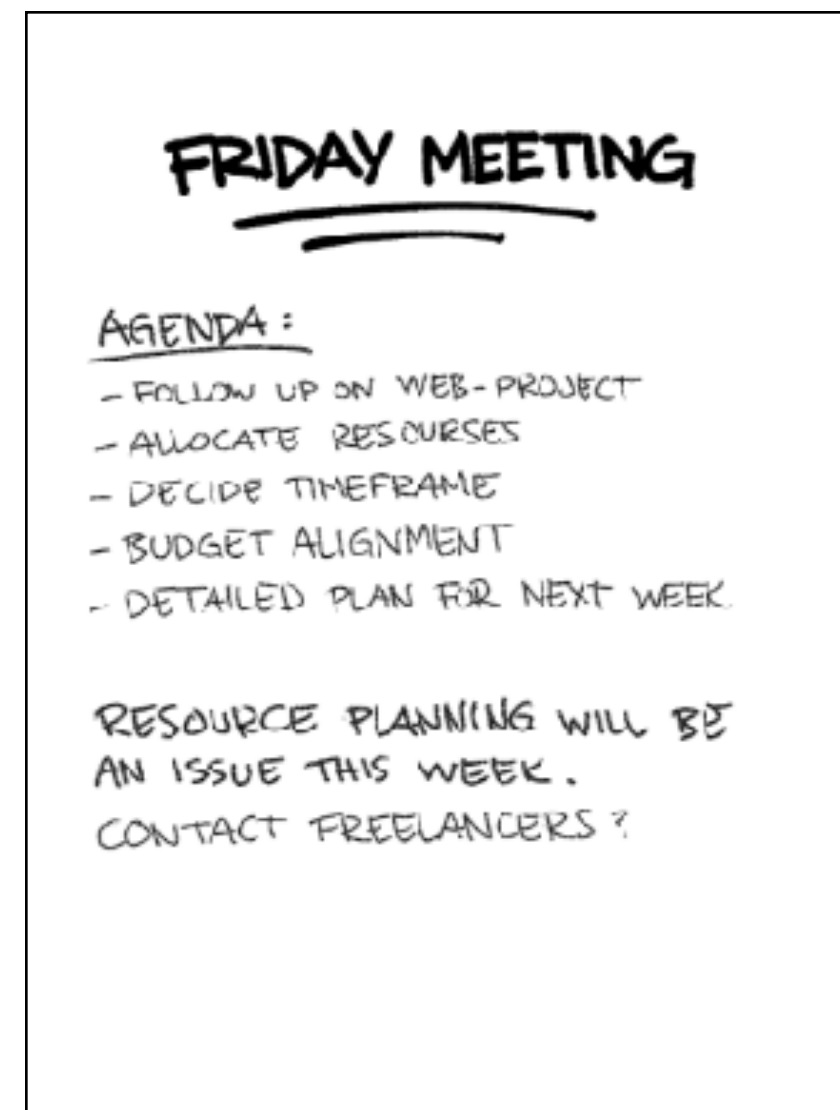 FRIDAY MEETING
AGENDA:
- FOLLOW UP ON WEB-PROJECT
- ALLOCATE RESOURSES
- DECIDE TIMEFRAME
- BUDGET ALIGNMENT
- DETAILED PLAN FOR NEXT WEEK.
RESOURCE PLANNING WILL BE
AN ISSUE THIS WEEK.
CONTACT FREELANCERS?